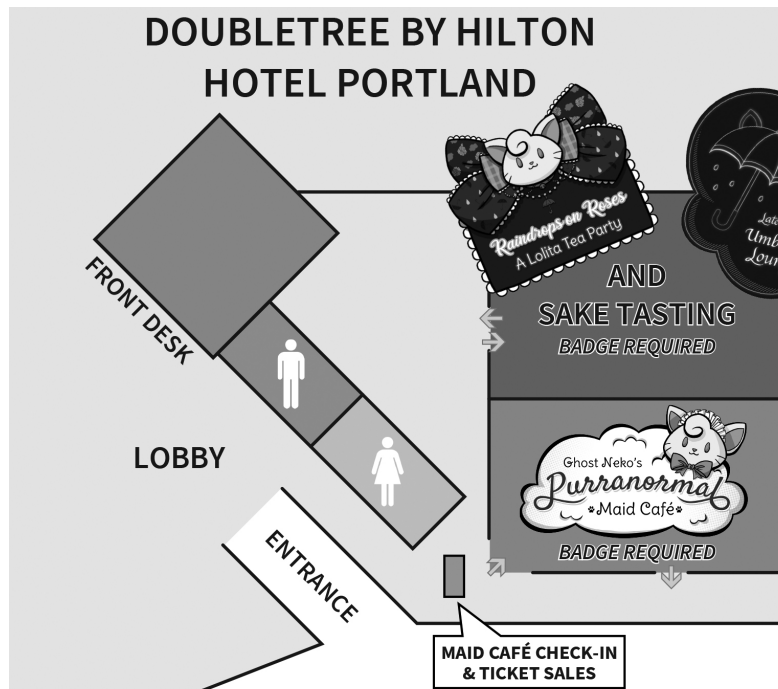 DOUBLETREE BY HILTON
HOTEL PORTLAND
Raindrops on Roses
A Lolita Tea Party
AND
SAKE TASTING
BADGE REQUIRED
FRONT DESK
LOBBY
Ghost Neko's
Purranormal
Maid Café
BADGE REQUIRED
ENTRANCE
MAID CAFÉ CHECK-IN
& TICKET SALES